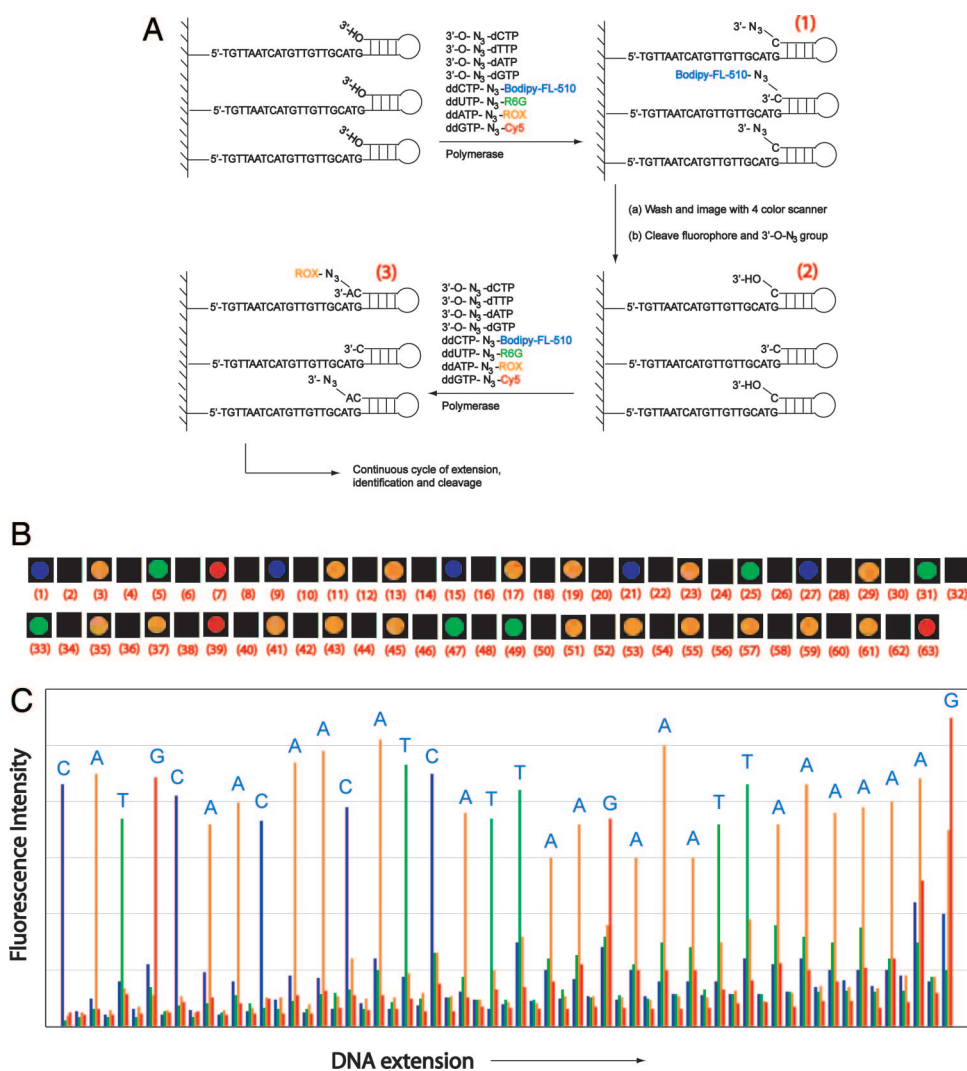 A
3'-HO
5'-TGTTAATCATGTTGTTGCATG
3'-HO
5'-TGTTAATCATGTTGTTGCATG
3'-HO
5'-TGTTAATCATGTTGTTGCATG
3'-O- N3-dCTP
3'-O- N3-dTTP
3'-O- N3-dATP
3'-O- N3-dGTP
ddCTP- N3-Bodipy-FL-510
ddUTP- N3-R6G
ddATP- N3-ROX
ddGTP- N3-Cy5
Polymerase
(1)
3'- N3
C
5'-TGTTAATCATGTTGTTGCATG
Bodipy-FL-510- N3
3'-C
5'-TGTTAATCATGTTGTTGCATG
3'- N3
C
5'-TGTTAATCATGTTGTTGCATG
(a) Wash and image with 4 color scanner
(b) Cleave fluorophore and 3'-O-N3 group
(2)
3'-HO
C
5'-TGTTAATCATGTTGTTGCATG
3'-C
5'-TGTTAATCATGTTGTTGCATG
3'-HO
C
5'-TGTTAATCATGTTGTTGCATG
3'-O- N3-dCTP
3'-O- N3-dTTP
3'-O- N3-dATP
3'-O- N3-dGTP
ddCTP- N3-Bodipy-FL-510
ddUTP- N3-R6G
ddATP- N3-ROX
ddGTP- N3-Cy5
Polymerase
(3)
ROX- N3
3'-AC
5'-TGTTAATCATGTTGTTGCATG
3'-C
5'-TGTTAATCATGTTGTTGCATG
3'- N3
AC
5'-TGTTAATCATGTTGTTGCATG
Continuous cycle of extension,
identification and cleavage
B
(1) (2) (3) (4) (5) (6) (7) (8) (9) (10) (11) (12) (13) (14) (15) (16) (17) (18) (19) (20) (21) (22) (23) (24) (25) (26) (27) (28) (29) (30) (31) (32)
(33) (34) (35) (36) (37) (38) (39) (40) (41) (42) (43) (44) (45) (46) (47) (48) (49) (50) (51) (52) (53) (54) (55) (56) (57) (58) (59) (60) (61) (62) (63)
C
Fluorescence Intensity
C A T G C A A C A A C A T C A T T A A G A A A T T A A A A A A G
DNA extension